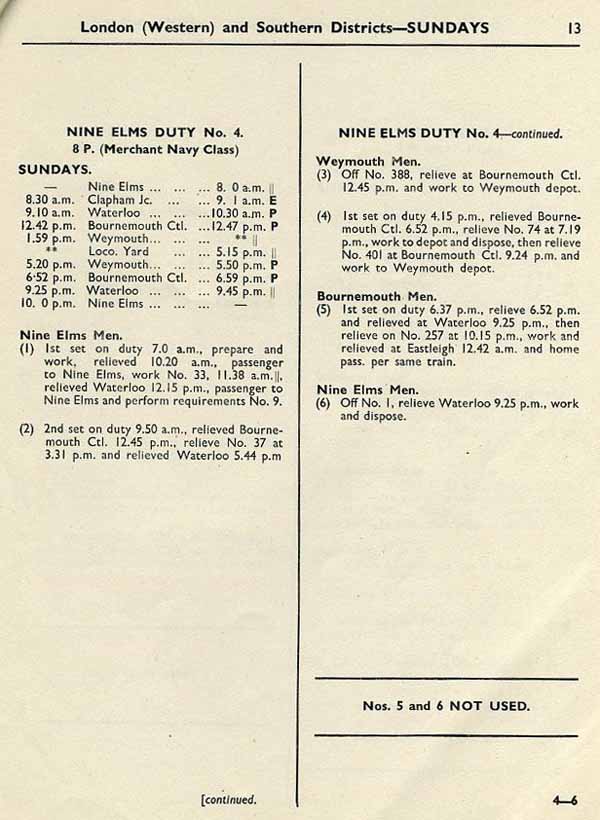 London (Western) and Southern Districts—SUNDAYS 13
NINE ELMS DUTY No. 4.
8 P. (Merchant Navy Class)
SUNDAYS.
— Nine Elms ... ... ... 8. 0 a.m. ||
8.30 a.m. Clapham Jc. ... ... 9. 1 a.m. E
9.10 a.m. Waterloo ... ... ...10.30 a.m. P
12.42 p.m. Bournemouth Ctl. ...12.47 p.m. P
1.59 p.m. Weymouth... ... ... ** ||
** Loco. Yard ... ... 5.15 p.m. ||
5.20 p.m. Weymouth... ... ... 5.50 p.m. P
6·52 p.m. Bournemouth Ctl. ... 6.59 p.m. P
9.25 p.m. Waterloo ... ... ... 9.45 p.m. ||
10. 0 p.m. Nine Elms ... ... ... —
Nine Elms Men.
(1) 1st set on duty 7.0 a.m., prepare and
work, relieved 10.20 a.m., passenger
to Nine Elms, work No. 33, 11.38 a.m.||,
relieved Waterloo 12.15 p.m., passenger to
Nine Elms and perform requirements No. 9.
(2) 2nd set on duty 9.50 a.m., relieved Bourne-
mouth Ctl. 12.45 p.m., relieve No. 37 at
3.31 p.m. and relieved Waterloo 5.44 p.m
[continued.
NINE ELMS DUTY No. 4—continued.
Weymouth Men.
(3) Off No. 388, relieve at Bournemouth Ctl.
12.45 p.m. and work to Weymouth depot.
(4) 1st set on duty 4.15 p.m., relieved Bourne-
mouth Ctl. 6.52 p.m., relieve No. 74 at 7.19
p.m., work to depot and dispose, then relieve
No. 401 at Bournemouth Ctl. 9.24 p.m. and
work to Weymouth depot.
Bournemouth Men.
(5) 1st set on duty 6.37 p.m., relieve 6.52 p.m.
and relieved at Waterloo 9.25 p.m., then
relieve on No. 257 at 10.15 p.m., work and
relieved at Eastleigh 12.42 a.m. and home
pass. per same train.
Nine Elms Men.
(6) Off No. 1, relieve Waterloo 9.25 p.m., work
and dispose.
Nos. 5 and 6 NOT USED.
4—6